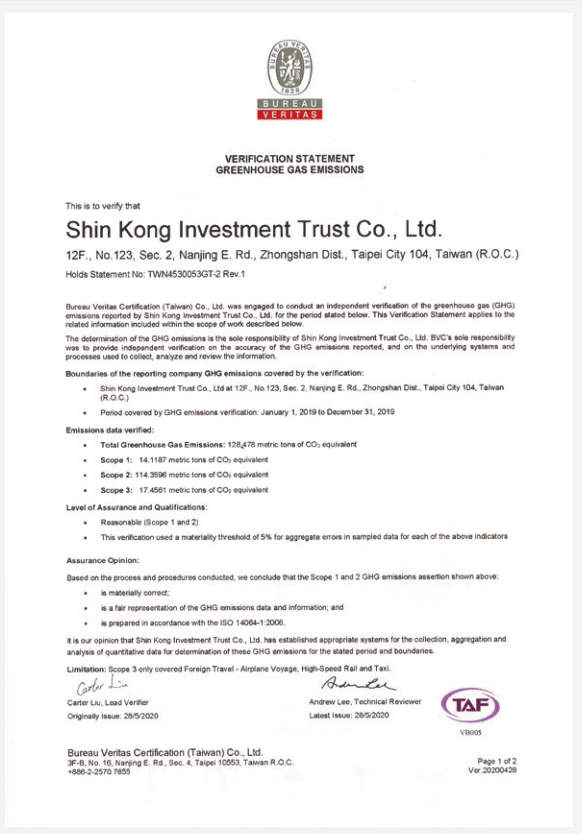 BUREAU VERITAS
1828
BUREAU
VERITAS
VERIFICATION STATEMENT
GREENHOUSE GAS EMISSIONS
This is to verify that
Shin Kong Investment Trust Co., Ltd.
12F., No.123, Sec. 2, Nanjing E. Rd., Zhongshan Dist., Taipei City 104, Taiwan (R.O.C.)
Holds Statement No: TWN4530053GT-2 Rev.1
Bureau Veritas Certification (Taiwan) Co., Ltd. was engaged to conduct an independent verification of the greenhouse gas (GHG)
emissions reported by Shin Kong Investment Trust Co., Ltd. for the period stated below. This Verification Statement applies to the
related information included within the scope of work described below.
The determination of the GHG emissions is the sole responsibility of Shin Kong Investment Trust Co., Ltd. BVC's sole responsibility
was to provide independent verification on the accuracy of the GHG emissions reported, and on the underlying systems and
processes used to collect, analyze and review the information.
Boundaries of the reporting company GHG emissions covered by the verification:
• Shin Kong Investment Trust Co., Ltd at 12F., No.123, Sec. 2, Nanjing E. Rd., Zhongshan Dist., Taipei City 104, Taiwan
(R.O.C.)
• Period covered by GHG emissions verification: January 1, 2019 to December 31, 2019
Emissions data verified:
• Total Greenhouse Gas Emissions: 128.478 metric tons of CO₂ equivalent
• Scope 1: 14.1187 metric tons of CO₂ equivalent
• Scope 2: 114.3596 metric tons of CO₂ equivalent
• Scope 3: 17.4561 metric tons of CO₂ equivalent
Level of Assurance and Qualifications:
• Reasonable (Scope 1 and 2)
• This verification used a materiality threshold of 5% for aggregate errors in sampled data for each of the above indicators
Assurance Opinion:
Based on the process and procedures conducted, we conclude that the Scope 1 and 2 GHG emissions assertion shown above:
• is materially correct;
• is a fair representation of the GHG emissions data and information; and
• is prepared in accordance with the ISO 14064-1:2006.
It is our opinion that Shin Kong Investment Trust Co., Ltd. has established appropriate systems for the collection, aggregation and
analysis of quantitative data for determination of these GHG emissions for the stated period and boundaries.
Limitation: Scope 3 only covered Foreign Travel - Airplane Voyage, High-Speed Rail and Taxi.
Carter Liu
Andrew Lee
Carter Liu, Lead Verifier
Andrew Lee, Technical Reviewer
Originally Issue: 28/5/2020
Latest Issue: 28/5/2020
TAF
VB005
Bureau Veritas Certification (Taiwan) Co., Ltd.
3F-B, No. 16, Nanjing E. Rd., Sec. 4, Taipei 10553, Taiwan R.O.C.
+886-2-2570 7655
Page 1 of 2
Ver.20200428